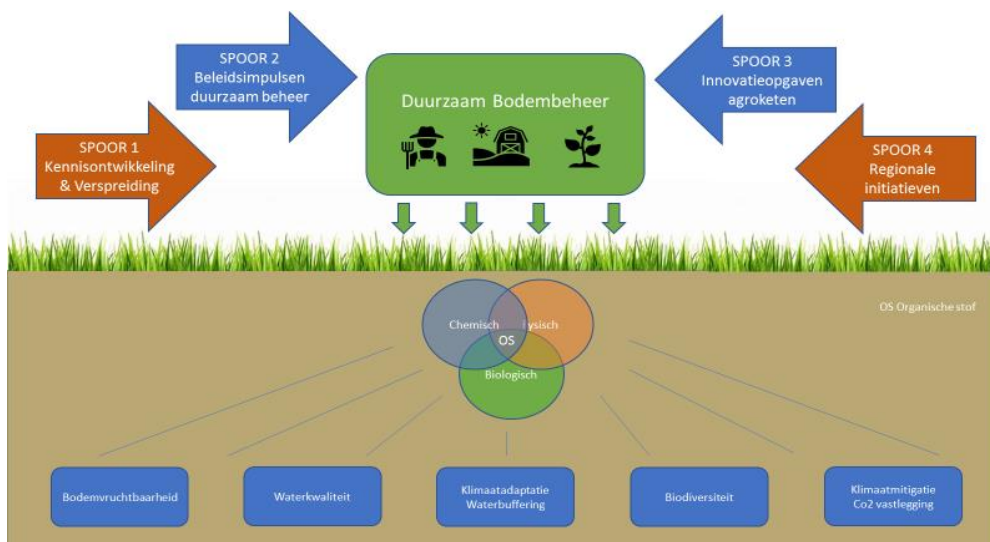 SPOOR 2
Beleidsimpulsen
duurzaam beheer
SPOOR 3
Innovatieopgaven
agroketen
Duurzaam Bodembeheer
SPOOR 1
Kennisontwikkeling
& Verspreiding
SPOOR 4
Regionale
initiatieven
OS Organische stof
Chemisch
Fysisch
OS
Biologisch
Bodemvruchtbaarheid
Waterkwaliteit
Klimaatadaptatie
Waterbuffering
Biodiversiteit
Klimaatmitigatie
Co2 vastlegging